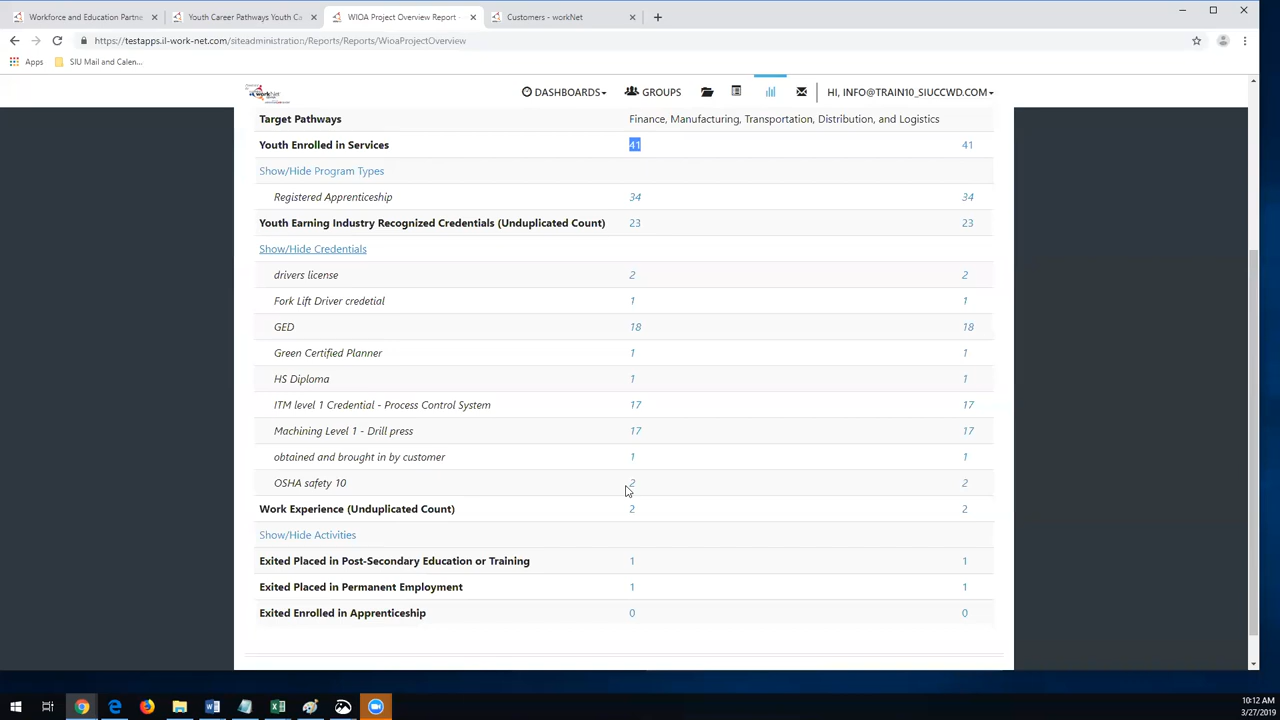 Workforce and Education Partne
Youth Career Pathways Youth Ca
WIOA Project Overview Report -
Customers - workNet
https://testapps.il-work-net.com/siteadministration/Reports/Reports/WioaProjectOverview
Apps
SIU Mail and Calen...
DASHBOARDS
GROUPS
HI, INFO@TRAIN10_SIUCCWD.COM
Target Pathways Finance, Manufacturing, Transportation, Distribution, and Logistics
Youth Enrolled in Services 41 41
Show/Hide Program Types
Registered Apprenticeship 34 34
Youth Earning Industry Recognized Credentials (Unduplicated Count) 23 23
Show/Hide Credentials
drivers license 2 2
Fork Lift Driver credetial 1 1
GED 18 18
Green Certified Planner 1 1
HS Diploma 1 1
ITM level 1 Credential - Process Control System 17 17
Machining Level 1 - Drill press 17 17
obtained and brought in by customer 1 1
OSHA safety 10 2 2
Work Experience (Unduplicated Count) 2 2
Show/Hide Activities
Exited Placed in Post-Secondary Education or Training 1 1
Exited Placed in Permanent Employment 1 1
Exited Enrolled in Apprenticeship 0 0
10:12 AM
3/27/2019